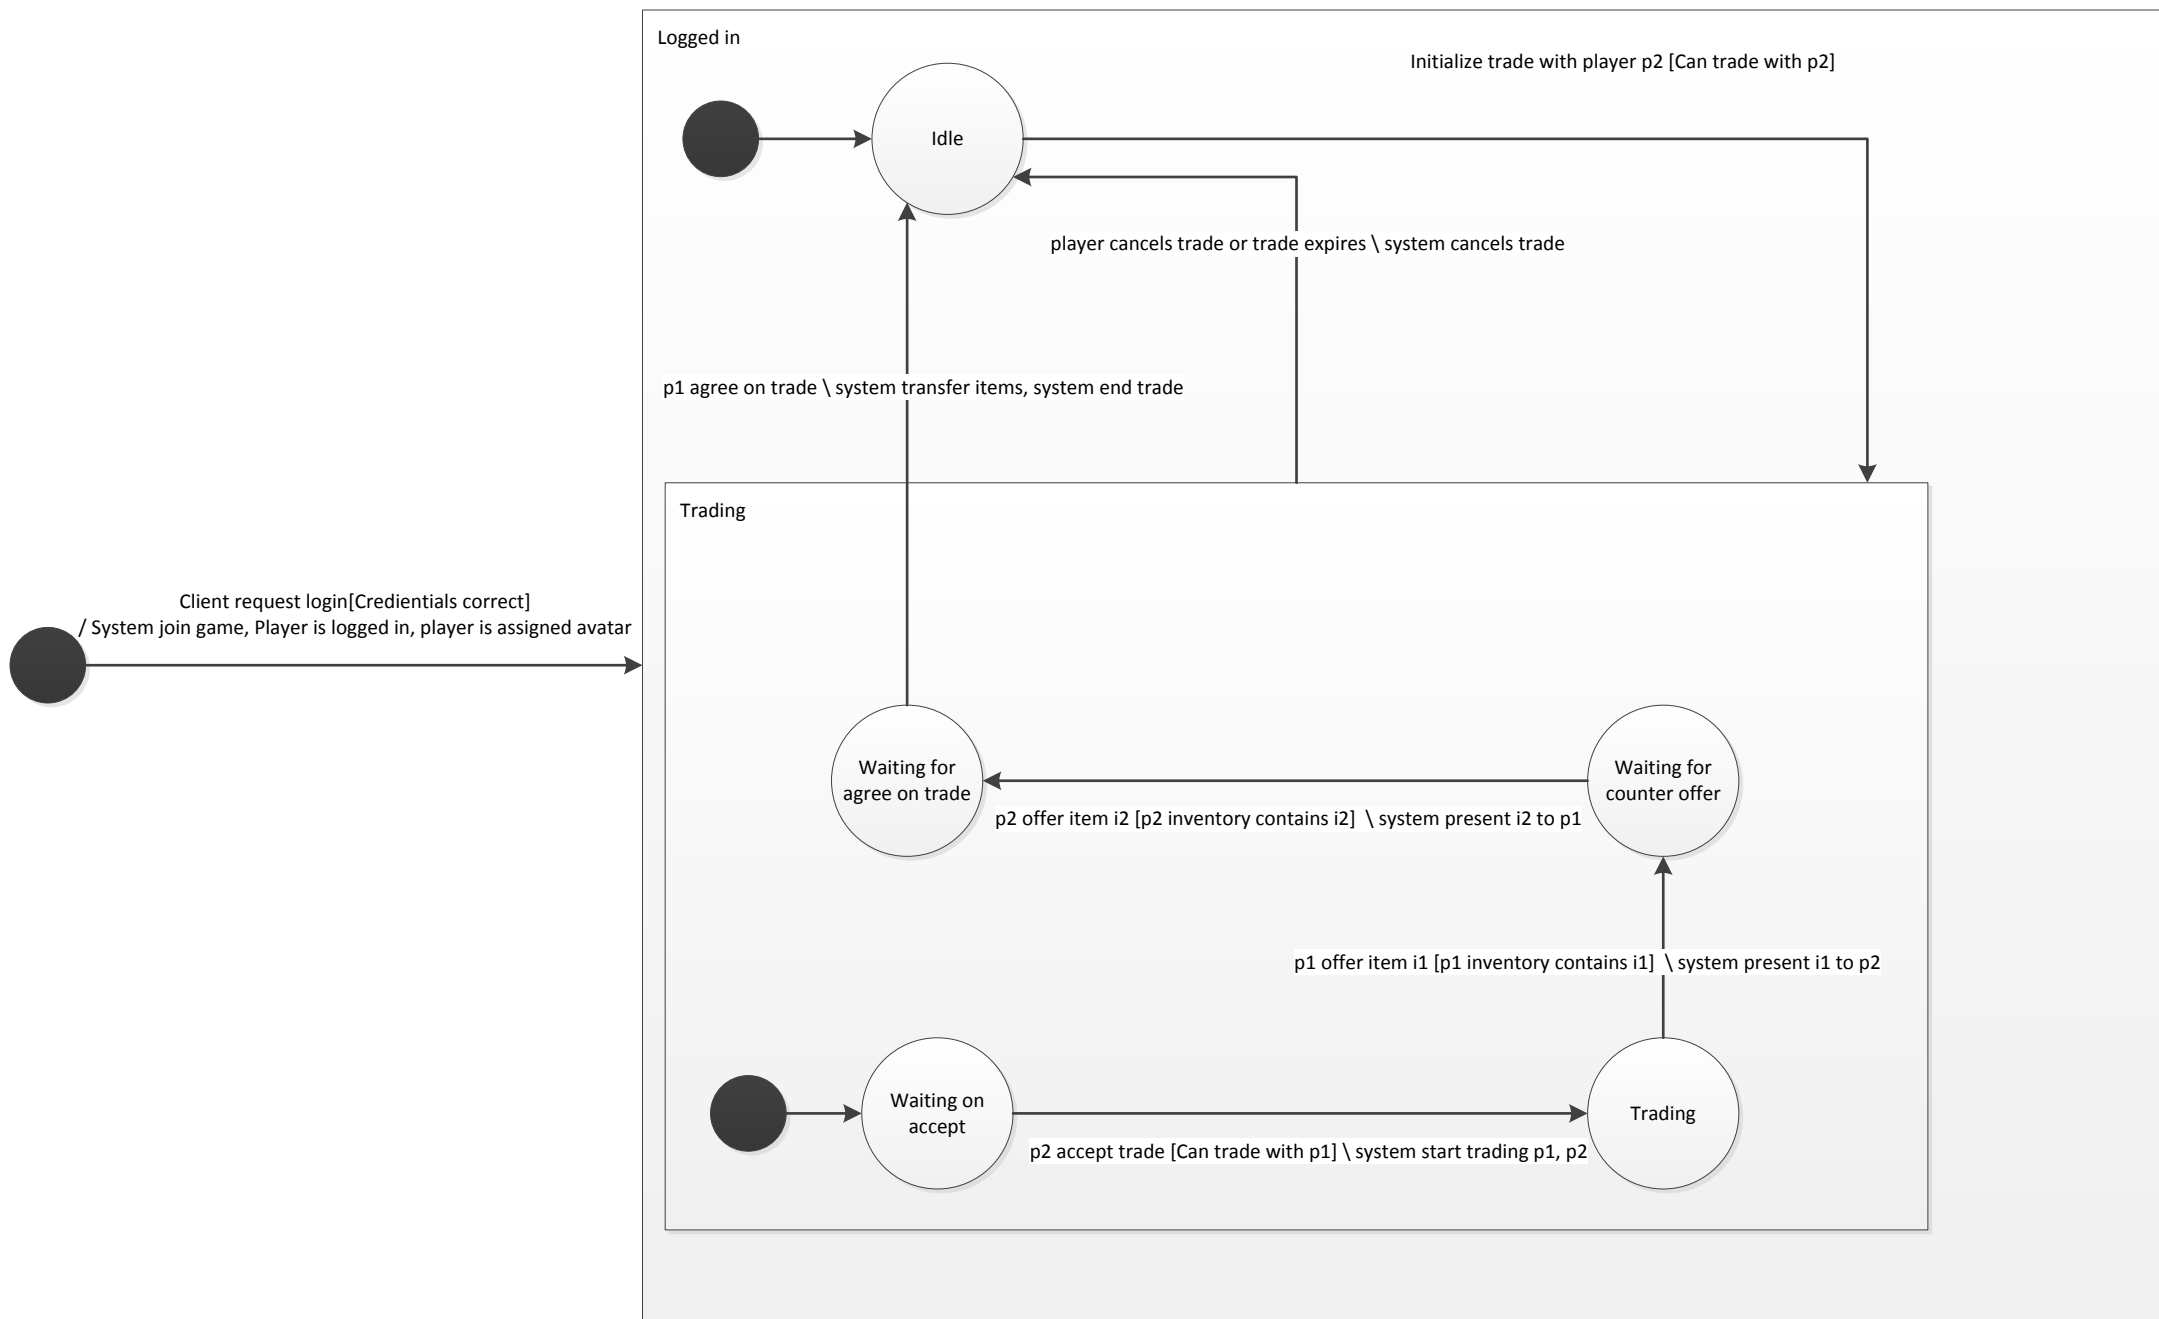 Logged in
Initialize trade with player p2 [Can trade with p2]
Idle
player cancels trade or trade expires \ system cancels trade
p1 agree on trade \ system transfer items, system end trade
Trading
Client request login[Credientials correct]
/ System join game, Player is logged in, player is assigned avatar
Waiting for
agree on trade
Waiting for
counter offer
p2 offer item i2 [p2 inventory contains i2] \ system present i2 to p1
p1 offer item i1 [p1 inventory contains i1] \ system present i1 to p2
Waiting on
accept
Trading
p2 accept trade [Can trade with p1] \ system start trading p1, p2